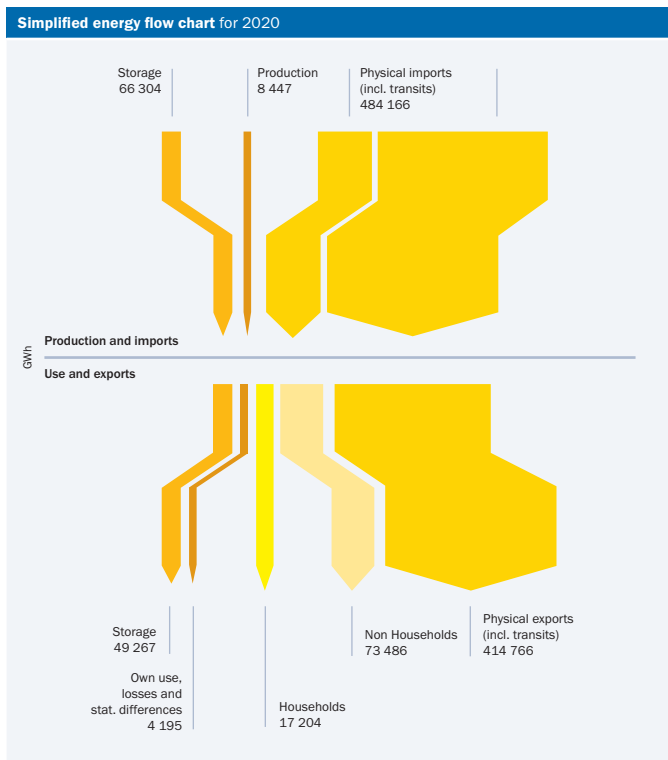 Simplified energy flow chart for 2020
Storage
66 304
Production
8 447
Physical imports
(incl. transits)
484 166
GWh
Production and imports
Use and exports
Storage
49 267
Own use,
losses and
stat. differences
4 195
Households
17 204
Non Households
73 486
Physical exports
(incl. transits)
414 766